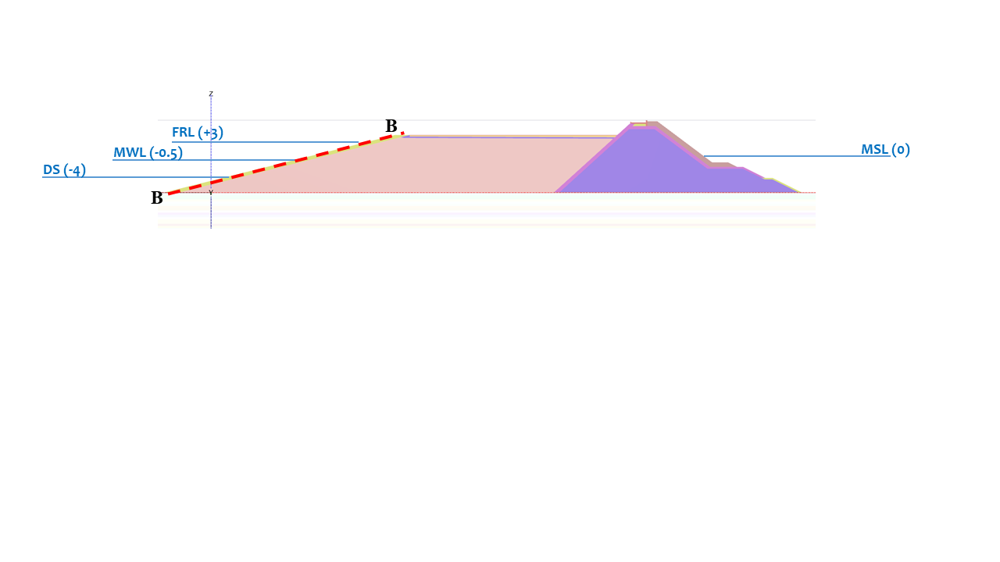 Z
B
FRL (+3)
MWL (-0.5)
MSL (0)
DS (-4)
B
Y